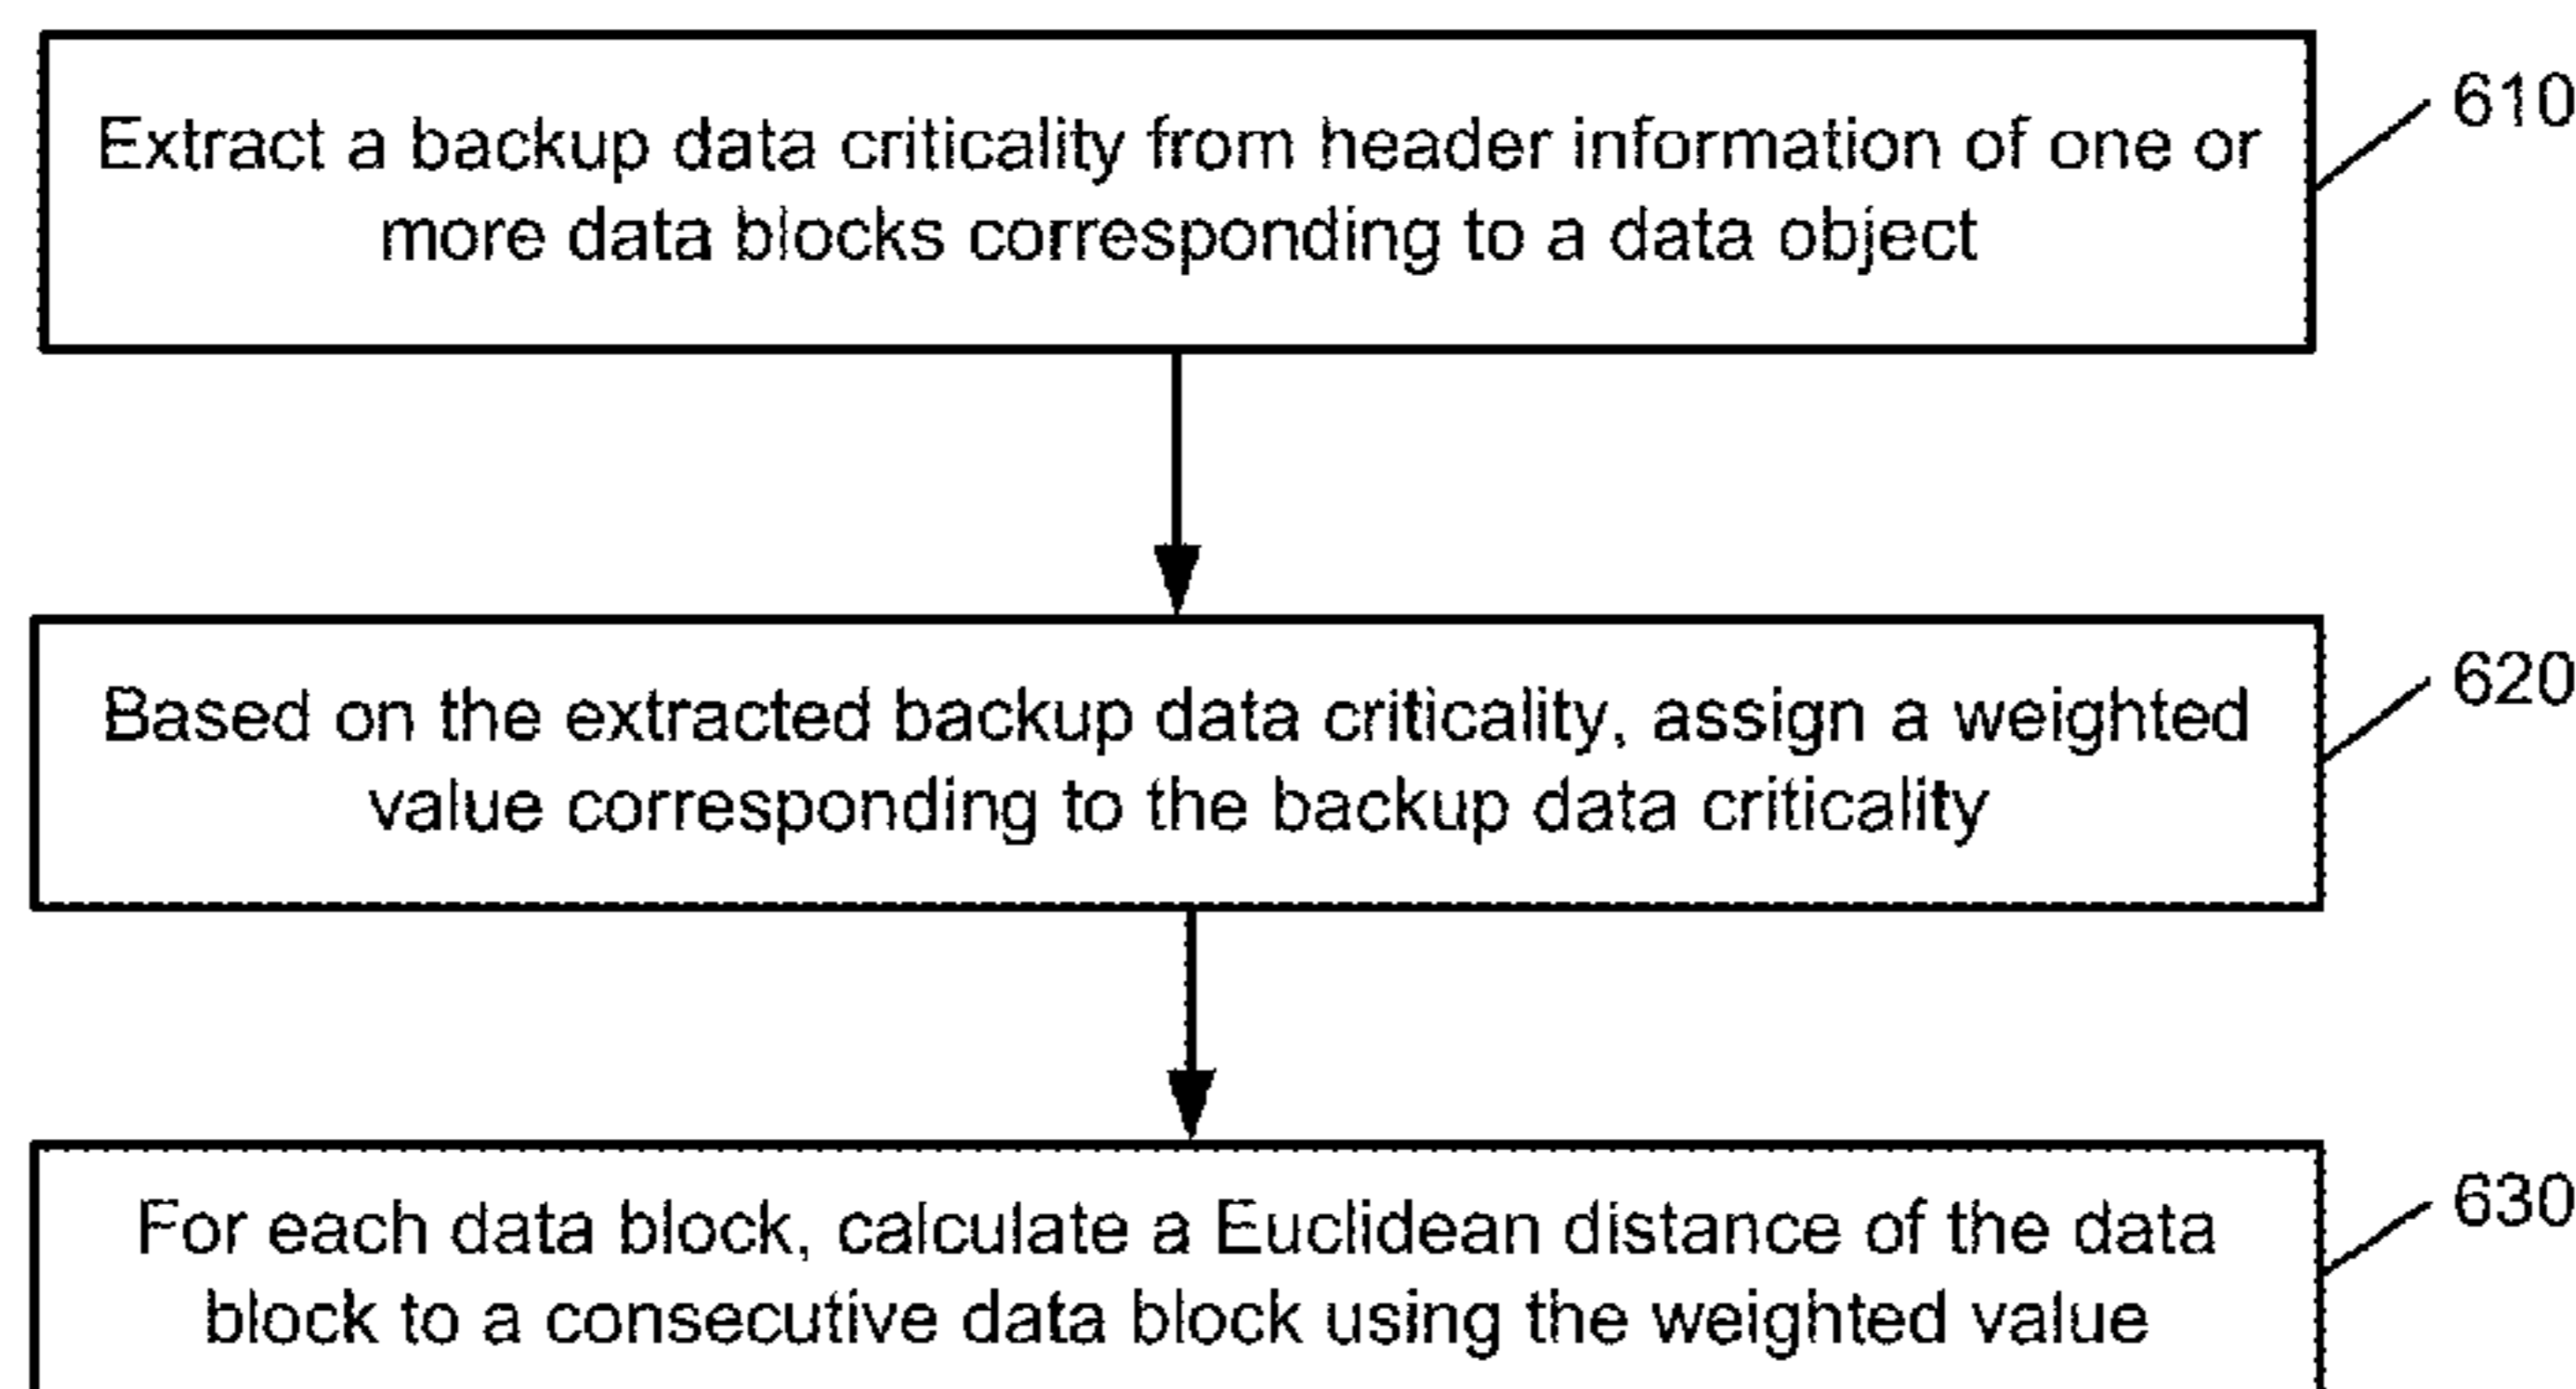 Extract a backup data criticality from header information of one or
more data blocks corresponding to a data object
610
Based on the extracted backup data criticality, assign a weighted
value corresponding to the backup data criticality
620
For each data block, calculate a Euclidean distance of the data
block to a consecutive data block using the weighted value
630